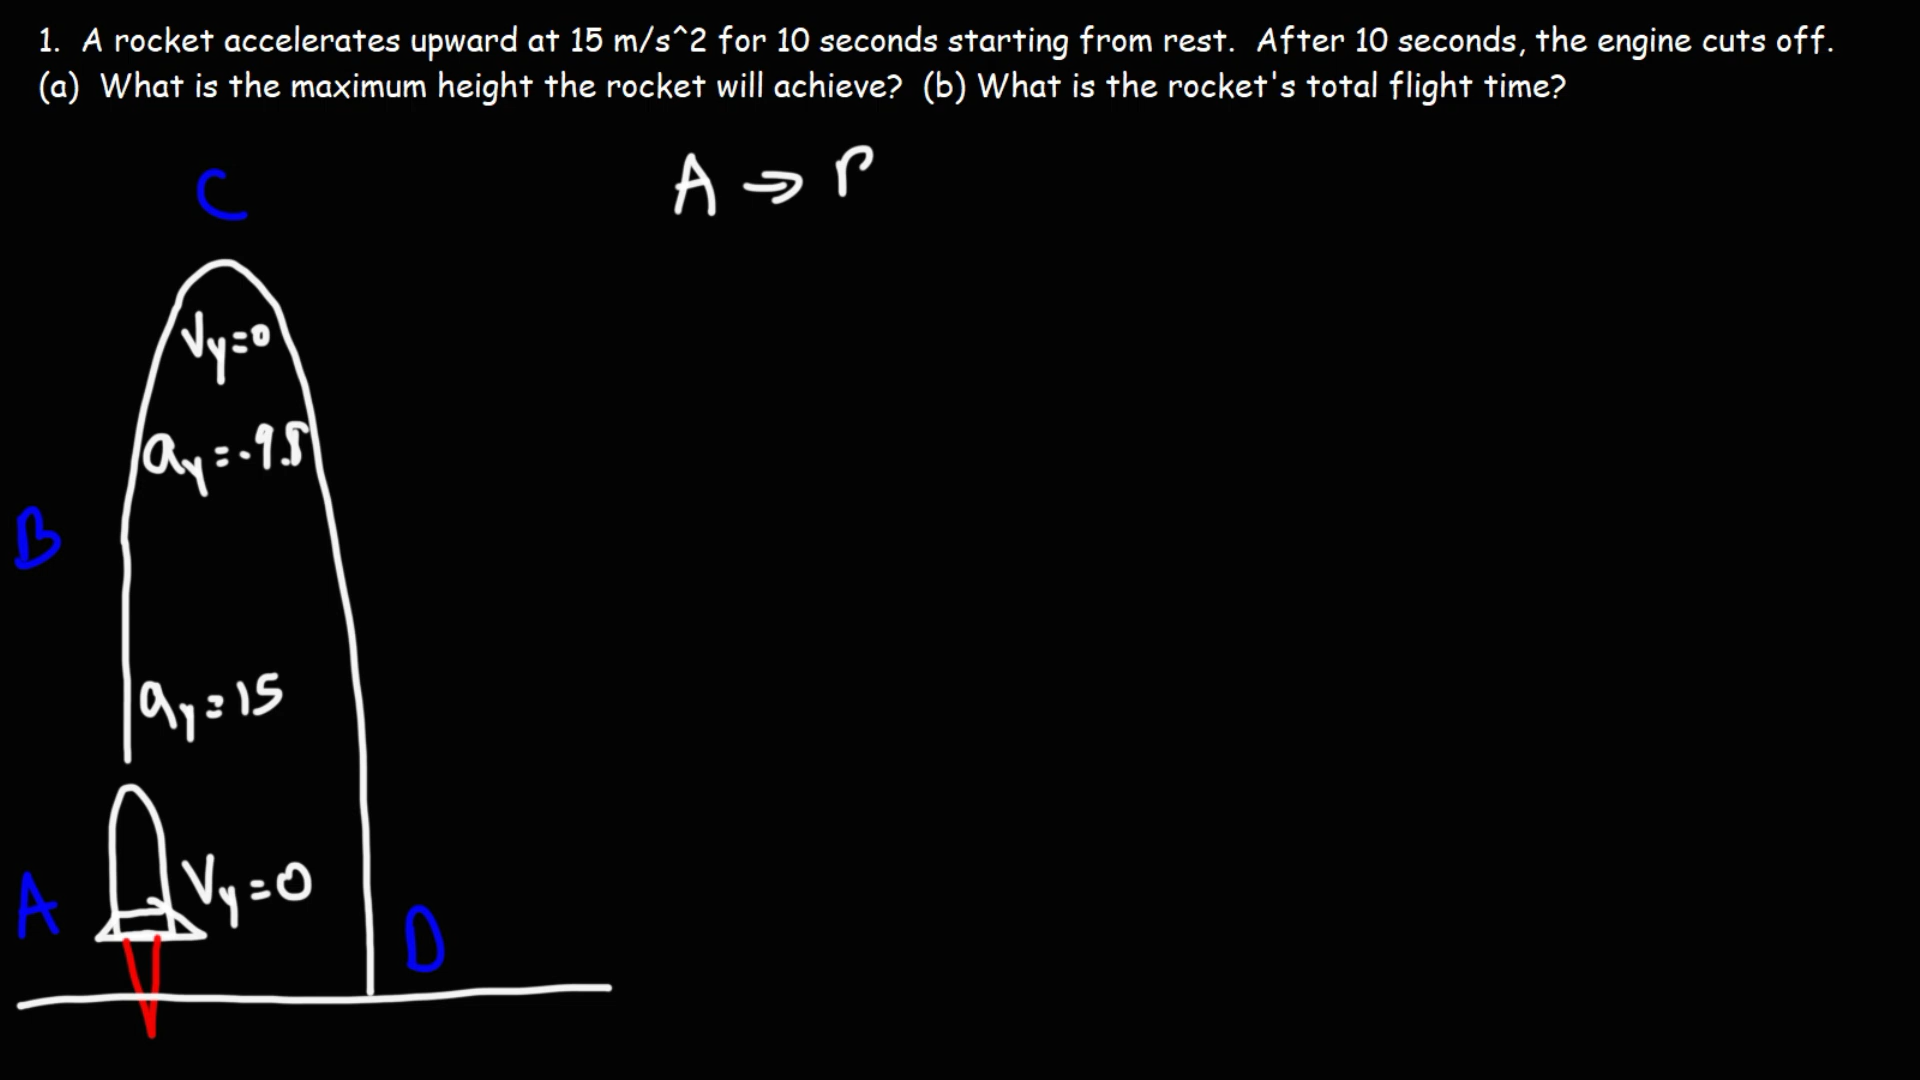 1. A rocket accelerates upward at 15 m/s^2 for 10 seconds starting from rest. After 10 seconds, the engine cuts off.
(a) What is the maximum height the rocket will achieve? (b) What is the rocket's total flight time?
A → 
C
Vy=0
ay=-9.8
B
ay=15
A
Vy=0
D